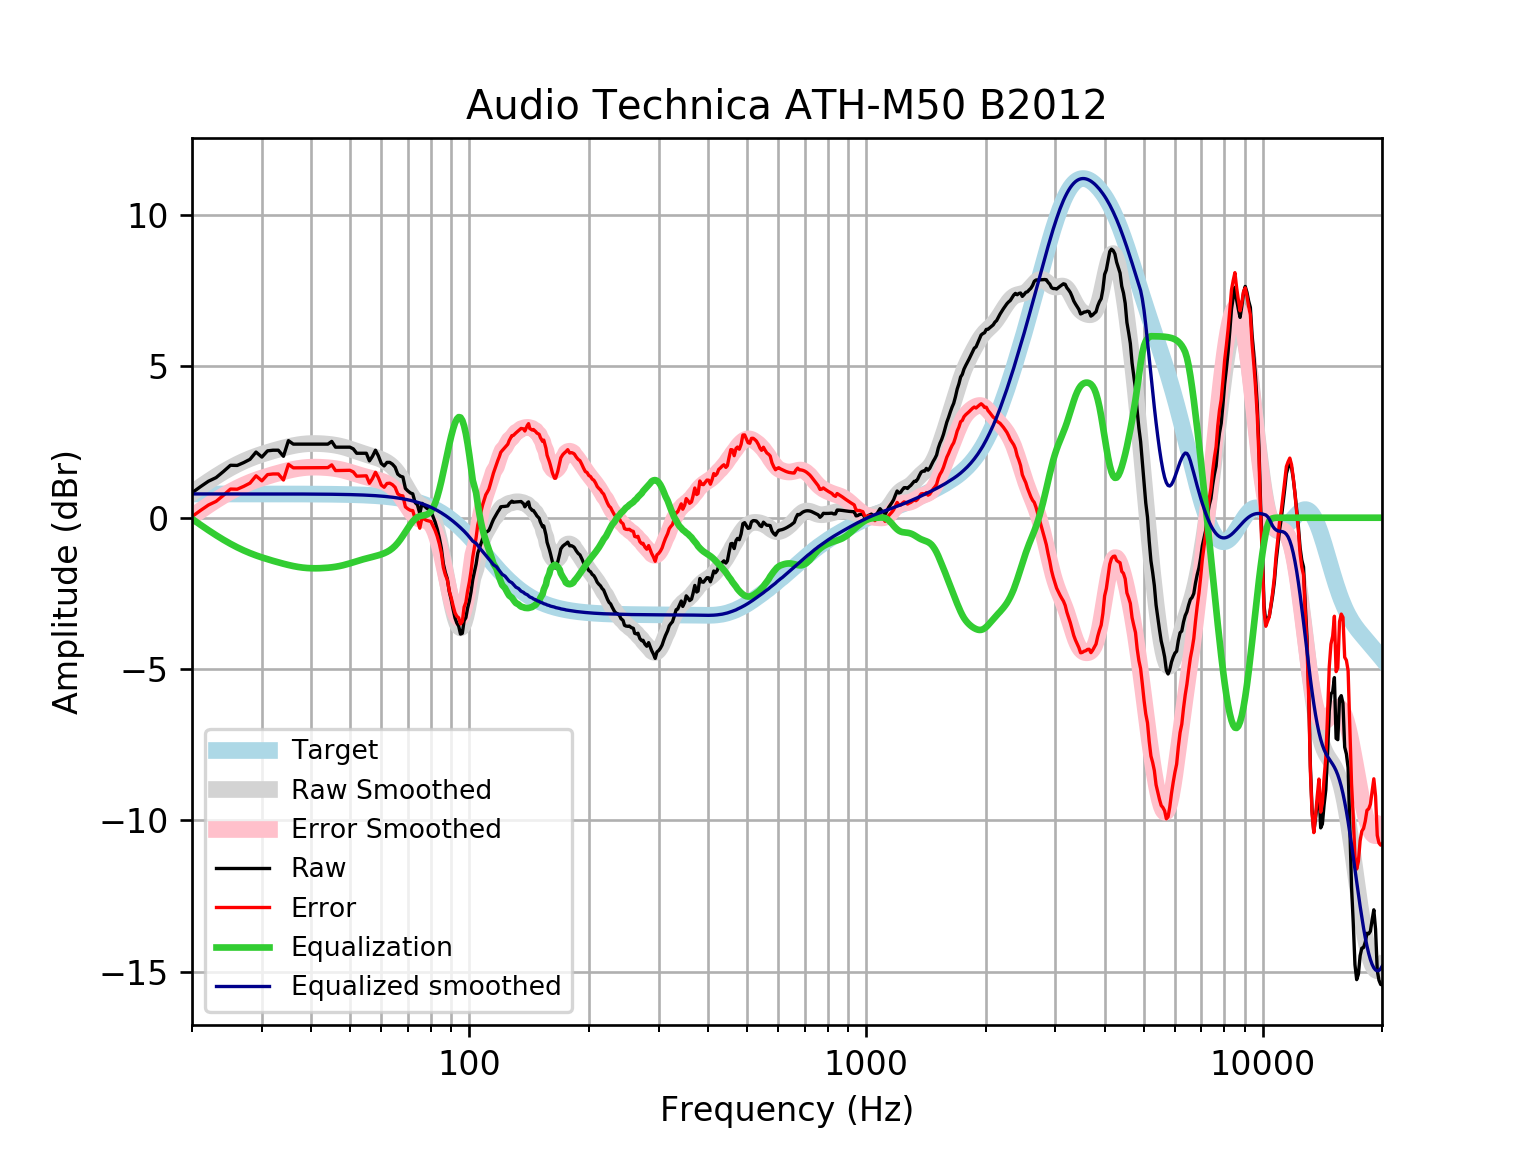 Audio Technica ATH-M50 B2012
Amplitude (dBr)
10
5
0
−5
−10
−15
Target
Raw Smoothed
Error Smoothed
Raw
Error
Equalization
Equalized smoothed
100
1000
10000
Frequency (Hz)